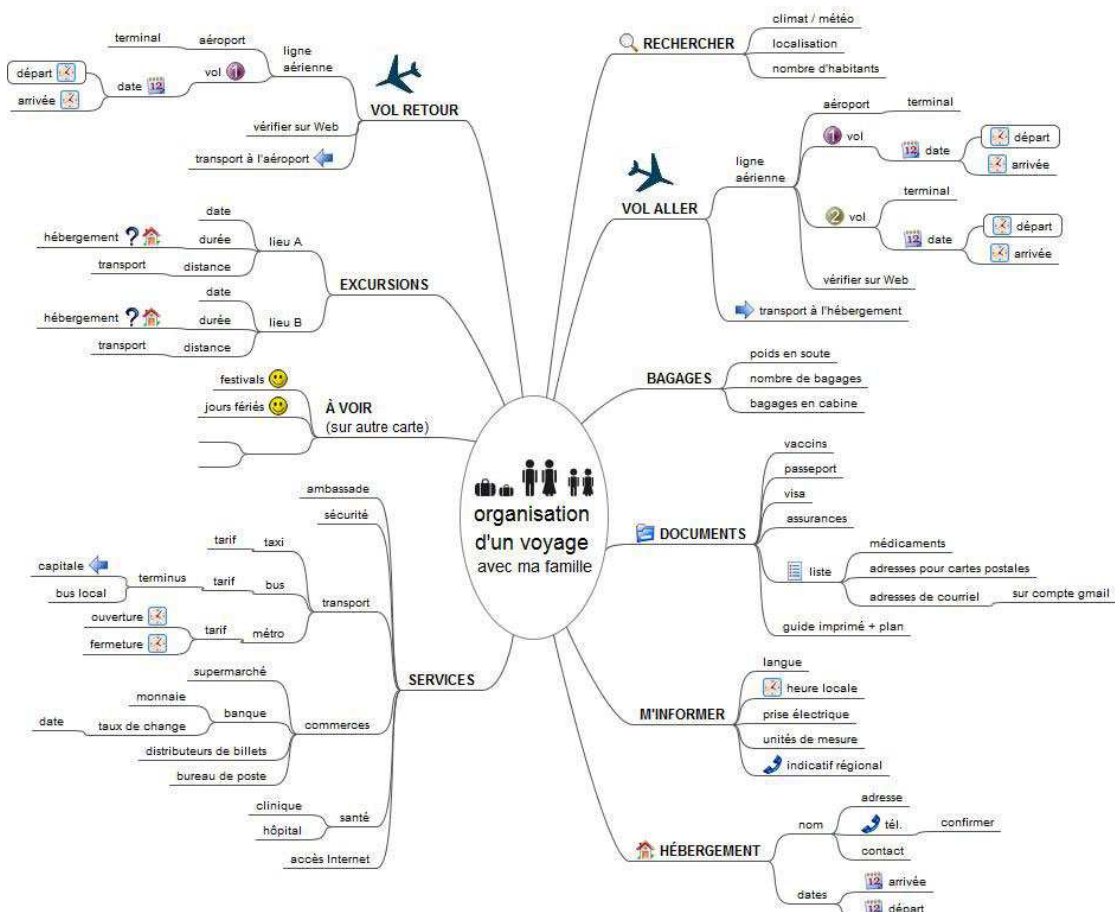 organisation
d'un voyage
avec ma famille
RECHERCHER
climat / météo
localisation
nombre d'habitants
VOL ALLER
ligne
aérienne
aéroport
terminal
1 vol
12 date
départ
arrivée
2 vol
terminal
12 date
départ
arrivée
vérifier sur Web
transport à l'hébergement
BAGAGES
poids en soute
nombre de bagages
bagages en cabine
DOCUMENTS
vaccins
passeport
visa
assurances
liste
médicaments
adresses pour cartes postales
adresses de courriel
sur compte gmail
guide imprimé + plan
M'INFORMER
langue
heure locale
prise électrique
unités de mesure
indicatif régional
HÉBERGEMENT
nom
adresse
tél.
confirmer
contact
dates
12 arrivée
12 départ
VOL RETOUR
ligne
aérienne
aéroport
terminal
vol 1
date 12
départ
arrivée
vérifier sur Web
transport à l'aéroport
EXCURSIONS
lieu A
date
durée
hébergement ?
distance
transport
lieu B
date
durée
hébergement ?
distance
transport
À VOIR
(sur autre carte)
festivals
jours fériés
SERVICES
ambassade
sécurité
transport
taxi
tarif
bus
tarif
terminus
capitale
bus local
métro
tarif
ouverture
fermeture
commerces
supermarché
banque
monnaie
taux de change
date
distributeurs de billets
bureau de poste
santé
clinique
hôpital
accès Internet